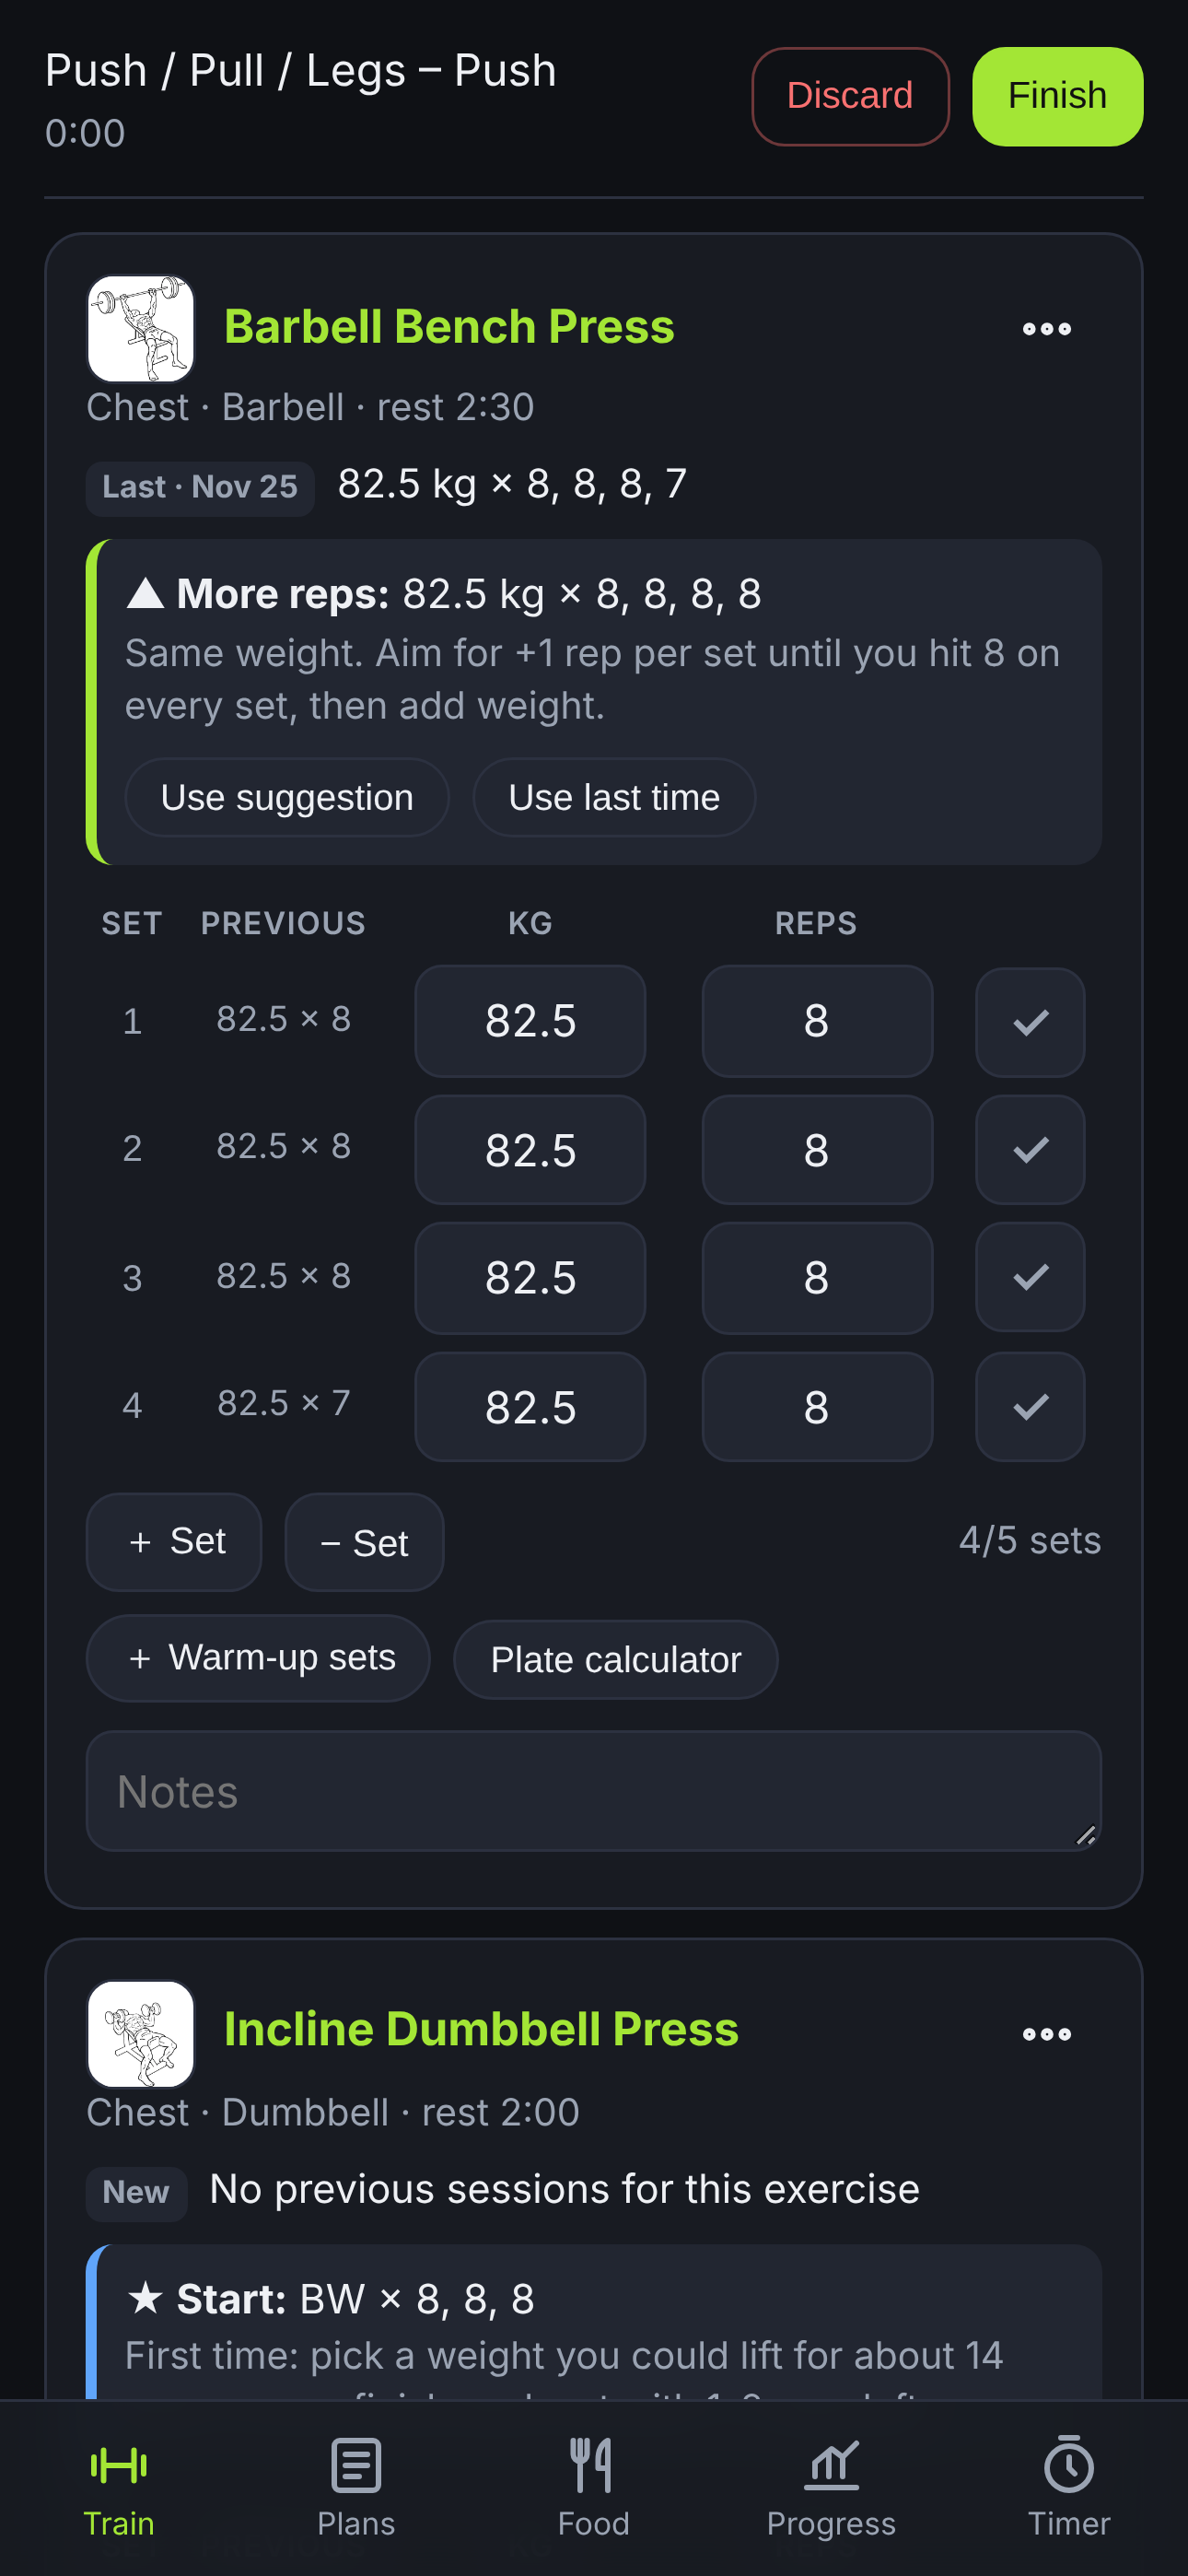 Push / Pull / Legs – Push
0:00
Discard
Finish
Barbell Bench Press
Chest · Barbell · rest 2:30
Last · Nov 25 82.5 kg × 8, 8, 8, 7
▲ More reps: 82.5 kg × 8, 8, 8, 8
Same weight. Aim for +1 rep per set until you hit 8 on
every set, then add weight.
Use suggestion Use last time
SET PREVIOUS KG REPS
1 82.5 × 8 82.5 8
2 82.5 × 8 82.5 8
3 82.5 × 8 82.5 8
4 82.5 × 7 82.5 8
+ Set − Set 4/5 sets
+ Warm-up sets Plate calculator
Notes
Incline Dumbbell Press
Chest · Dumbbell · rest 2:00
New No previous sessions for this exercise
★ Start: BW × 8, 8, 8
First time: pick a weight you could lift for about 14
Train Plans Food Progress Timer